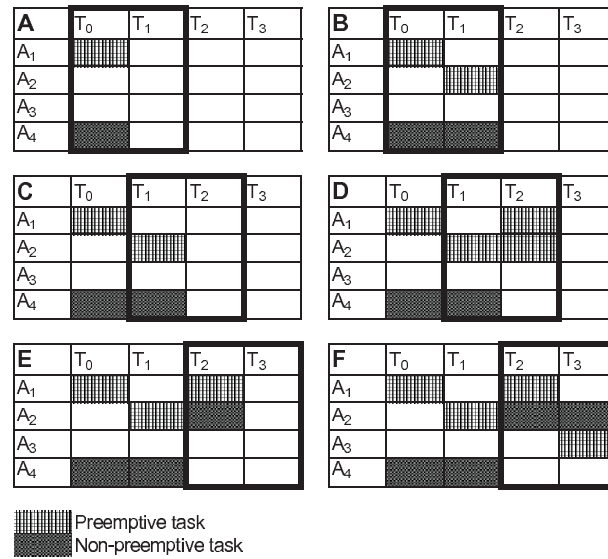 A T0 T1 T2 T3
A1
A2
A3
A4
B T0 T1 T2 T3
A1
A2
A3
A4
C T0 T1 T2 T3
A1
A2
A3
A4
D T0 T1 T2 T3
A1
A2
A3
A4
E T0 T1 T2 T3
A1
A2
A3
A4
F T0 T1 T2 T3
A1
A2
A3
A4
Preemptive task
Non-preemptive task